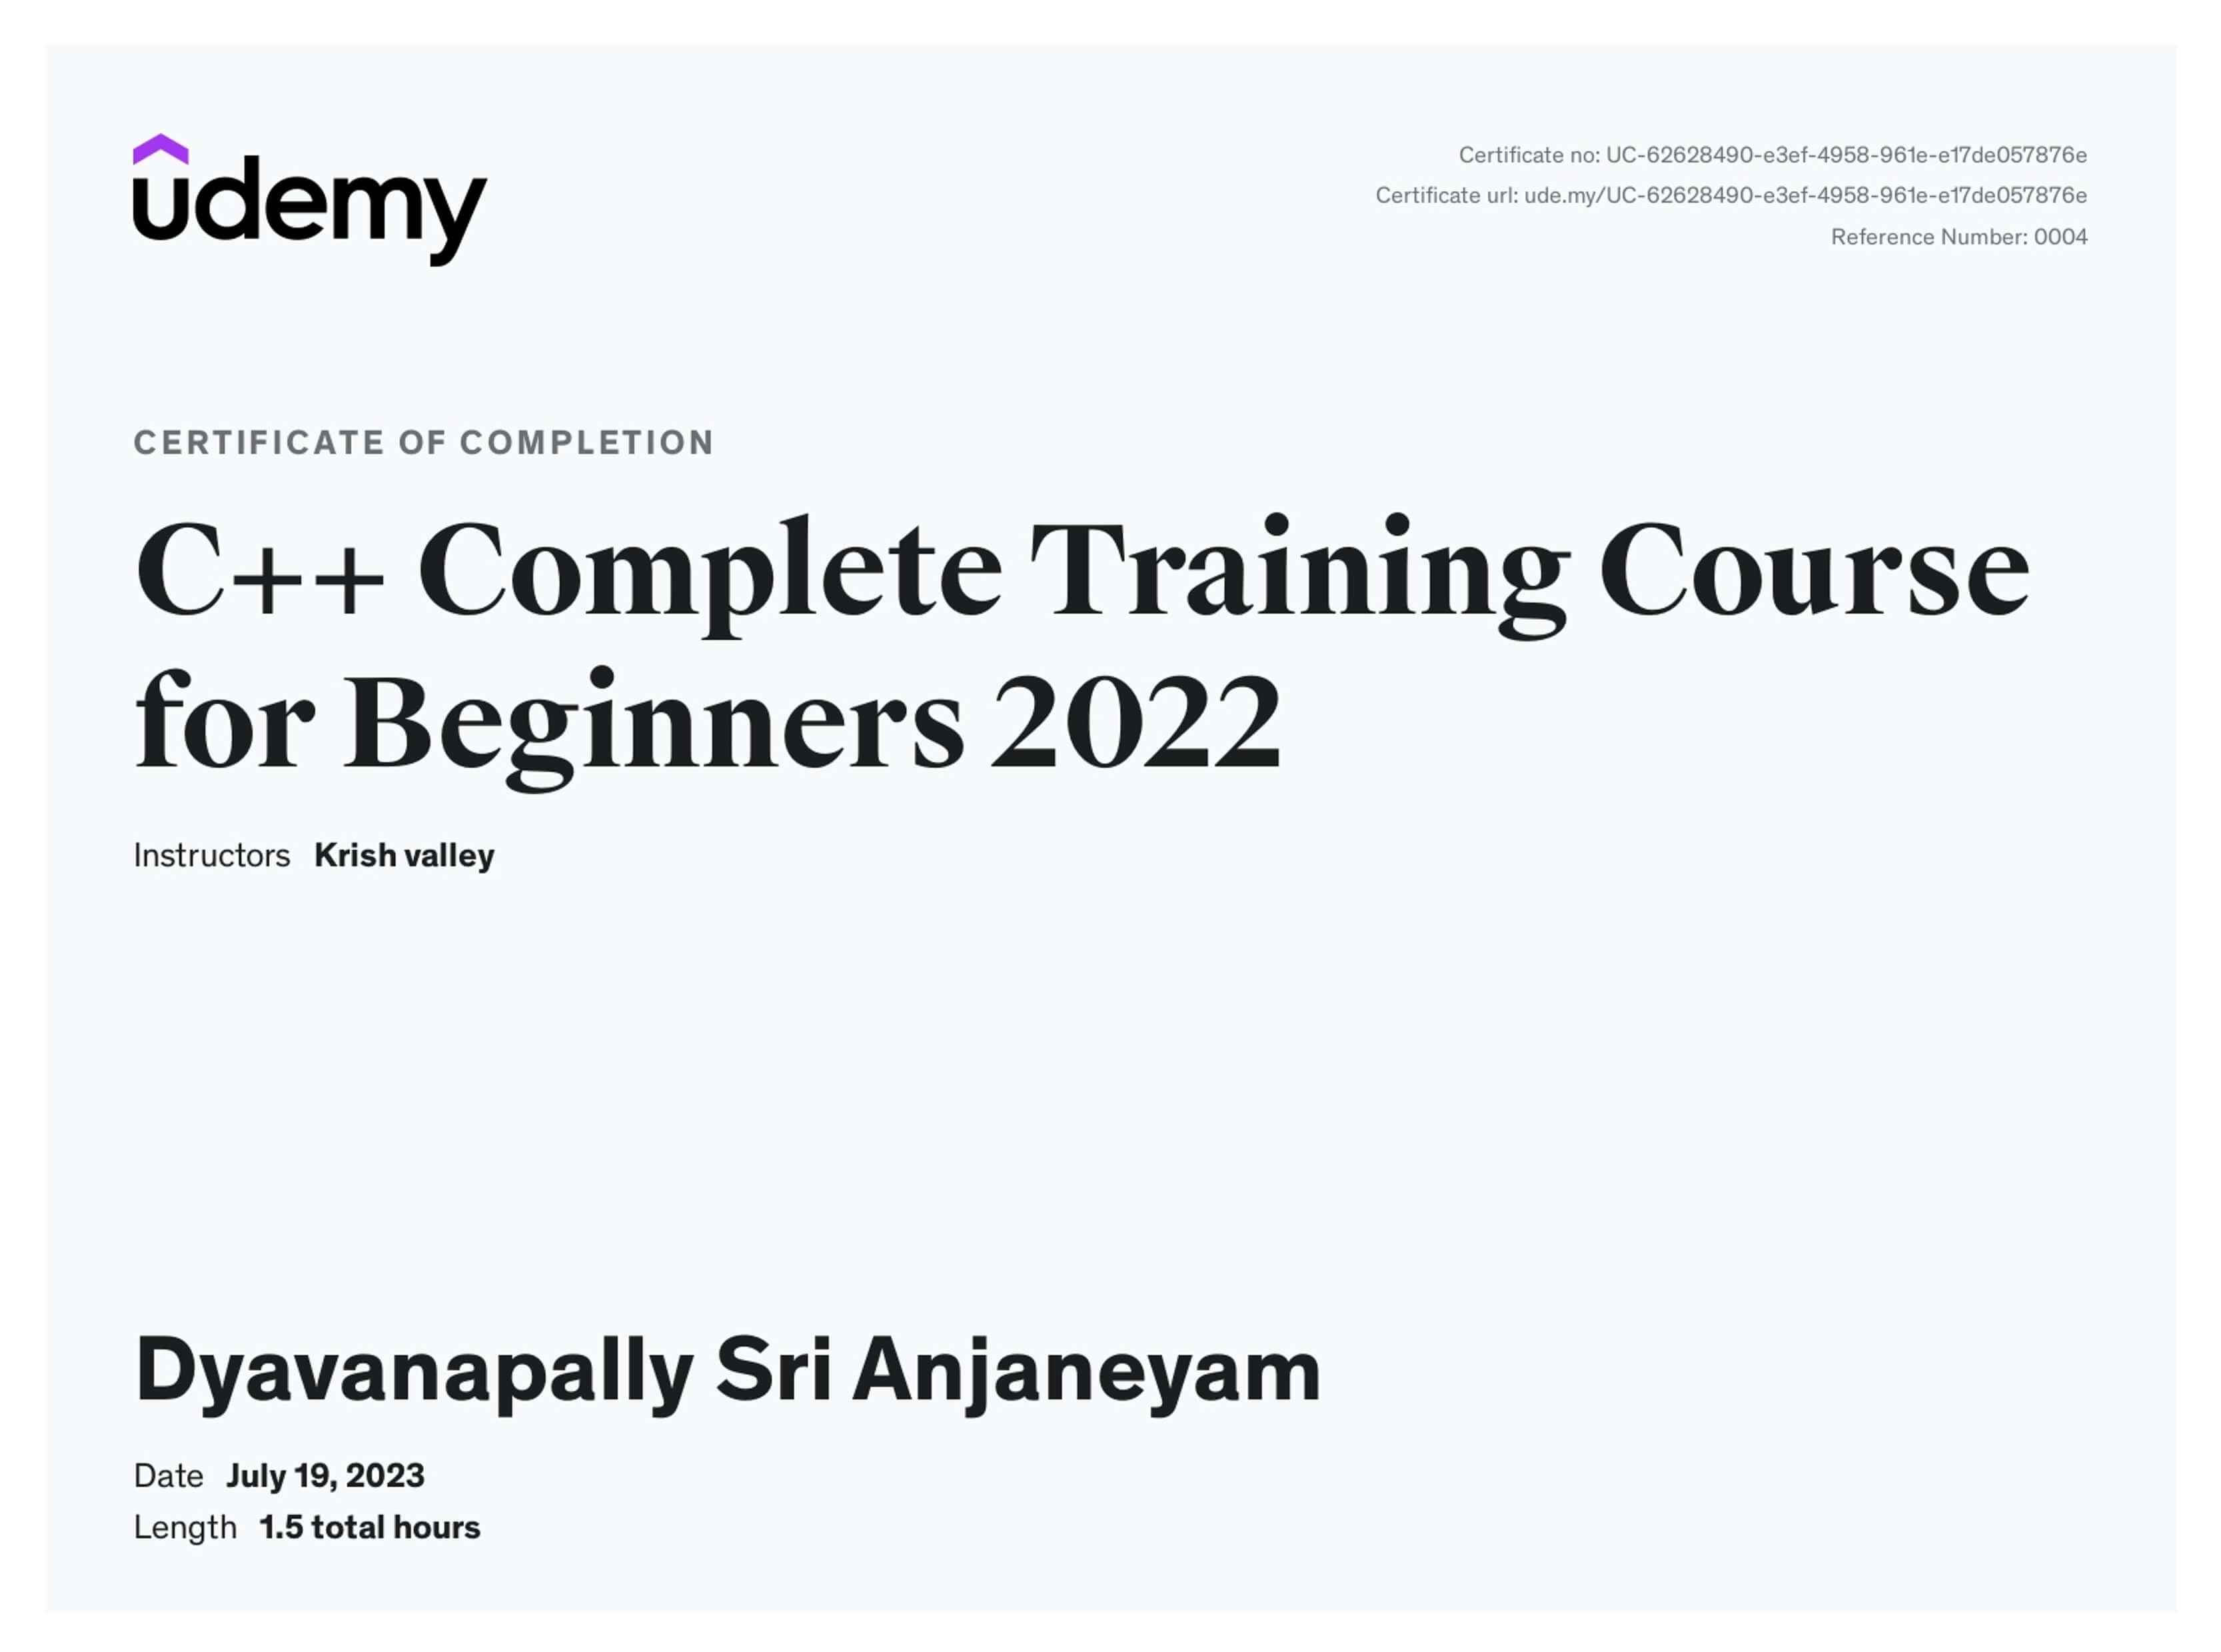 udemy
Certificate no: UC-62628490-e3ef-4958-961e-e17de057876e
Certificate url: ude.my/UC-62628490-e3ef-4958-961e-e17de057876e
Reference Number: 0004
CERTIFICATE OF COMPLETION
C++ Complete Training Course
for Beginners 2022
Instructors Krish valley
Dyavanapally Sri Anjaneyam
Date July 19, 2023
Length 1.5 total hours